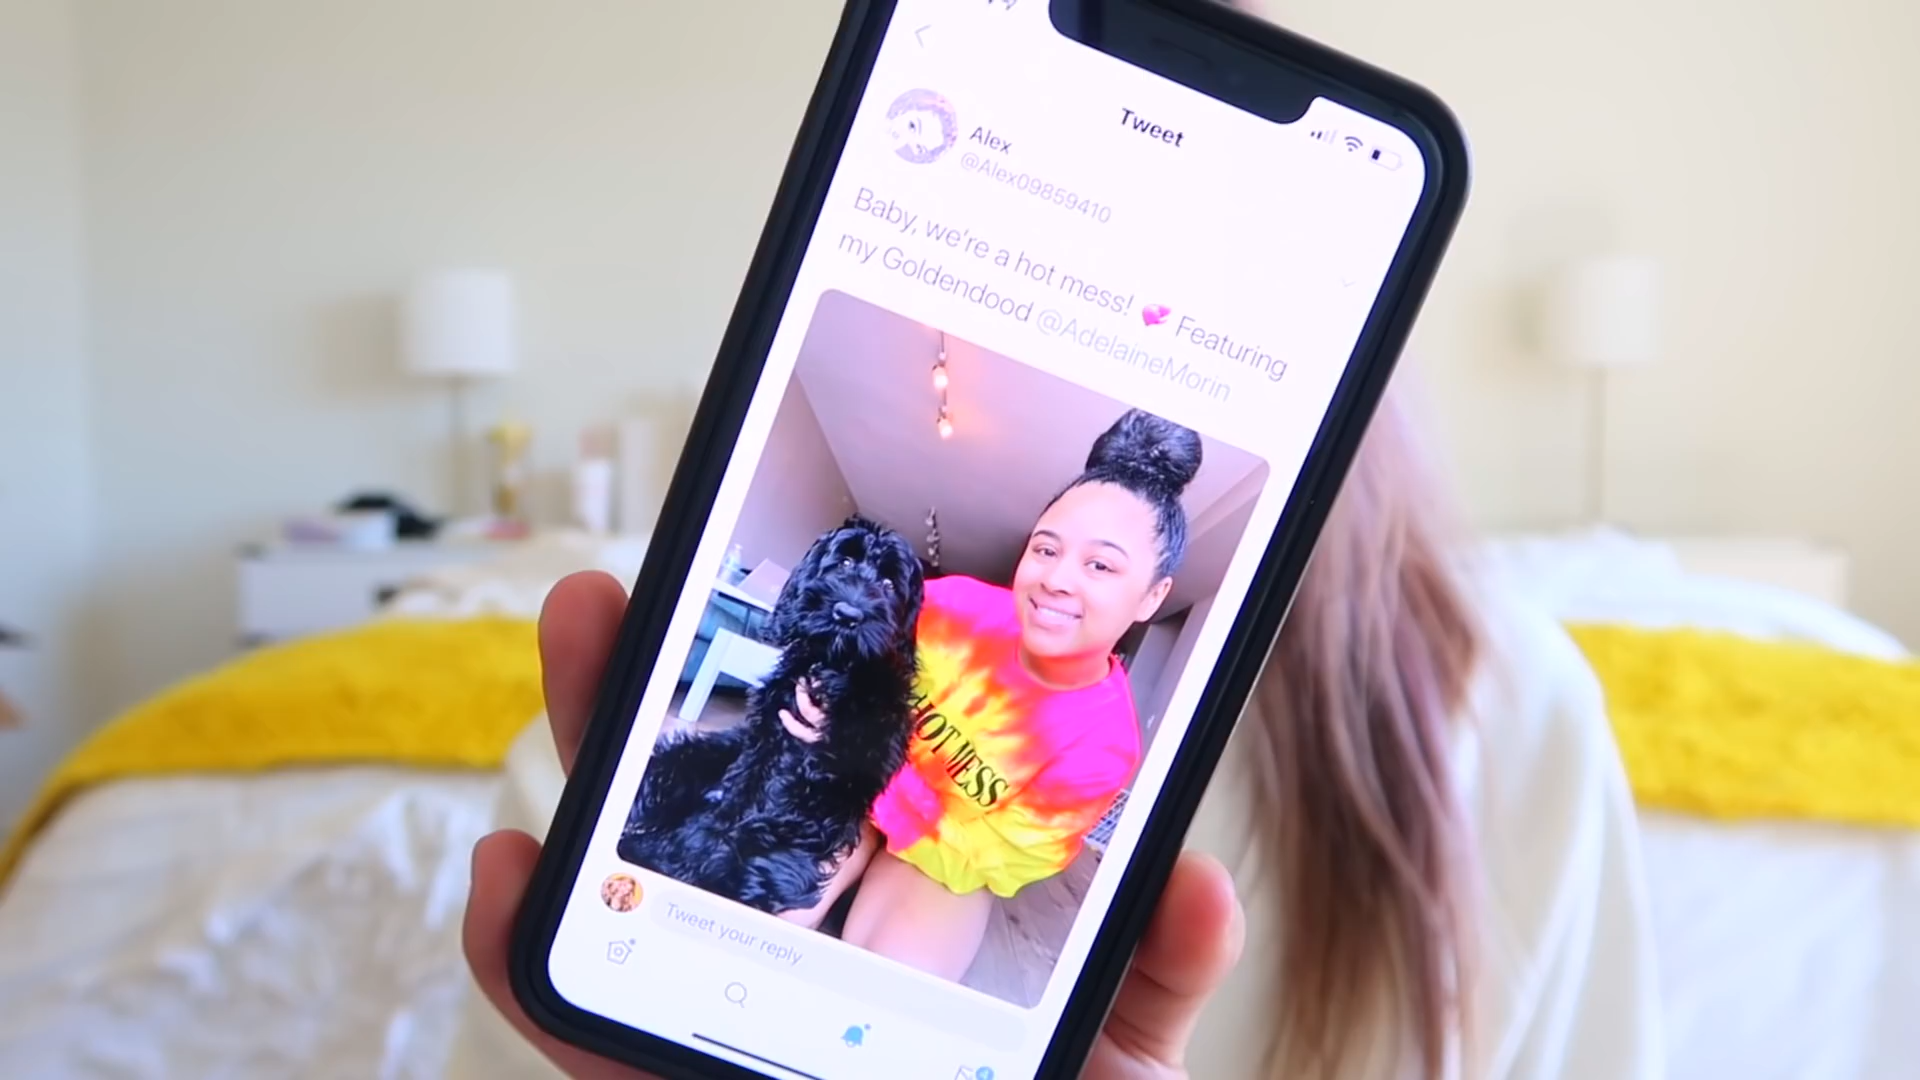 Tweet
Alex
@Alex09859410
Baby, we're a hot mess! 💞 Featuring
my Goldendood @AdelaineMorin
HOT MESS
Tweet your reply